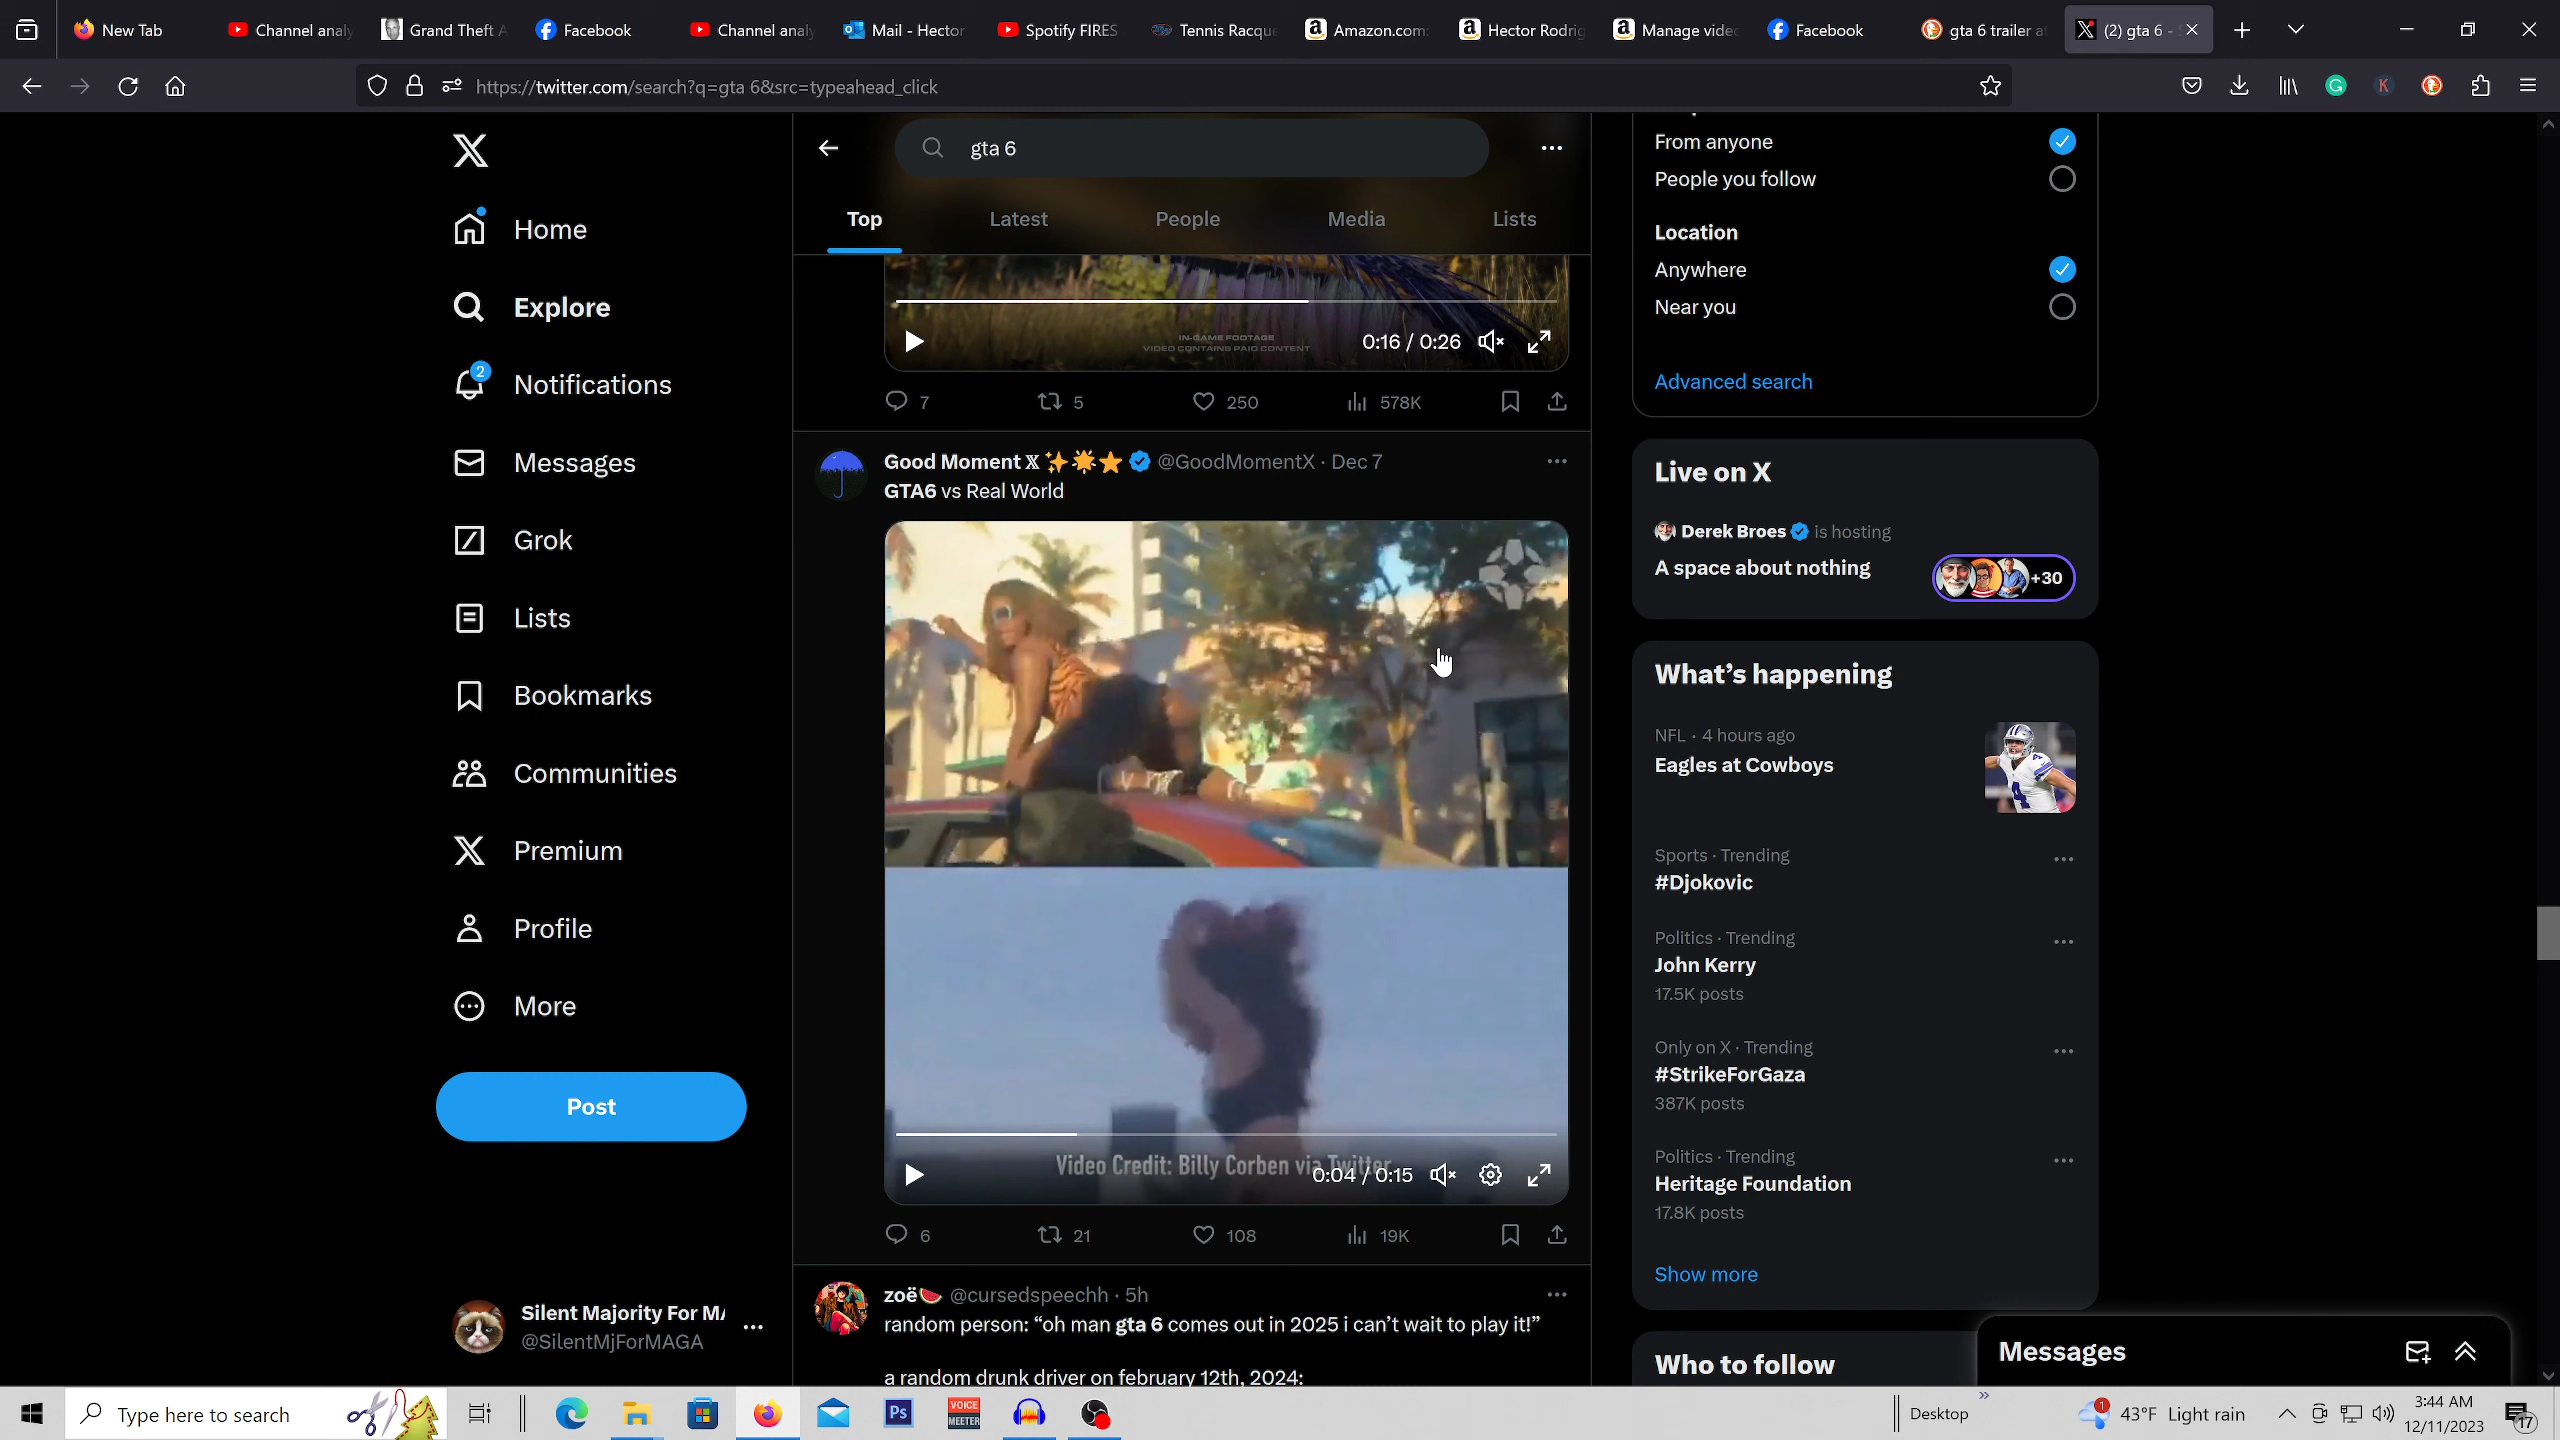 New Tab
Channel analy
Grand Theft A
Facebook
Channel analy
Mail - Hector
Spotify FIRES
Tennis Racque
Amazon.com:
Hector Rodrig
Manage videc
Facebook
gta 6 trailer a
(2) gta 6 -
https://twitter.com/search?q=gta 6&src=typeahead_click
gta 6
Top Latest People Media Lists
Home
Explore
2
Notifications
Messages
Grok
Lists
Bookmarks
Communities
Premium
Profile
More
Post
Silent Majority For MA
@SilentMjForMAGA
IN-GAME FOOTAGE
VIDEO CONTAINS PAID CONTENT
0:16 / 0:26
7 5 250 578K
Good Moment X @GoodMomentX · Dec 7
GTA6 vs Real World
Video Credit: Billy Corben via Twitter
0:04 / 0:15
6 21 108 19K
zoë @cursedspeechh · 5h
random person: “oh man gta 6 comes out in 2025 i can’t wait to play it!”
a random drunk driver on february 12th, 2024:
From anyone
People you follow
Location
Anywhere
Near you
Advanced search
Live on X
Derek Broes is hosting
A space about nothing
+30
What’s happening
NFL · 4 hours ago
Eagles at Cowboys
Sports · Trending
#Djokovic
Politics · Trending
John Kerry
17.5K posts
Only on X · Trending
#StrikeForGaza
387K posts
Politics · Trending
Heritage Foundation
17.8K posts
Show more
Who to follow
Messages
Type here to search
Ps
VOICE
MEETER
Desktop
1
43°F Light rain
3:44 AM
12/11/2023
17